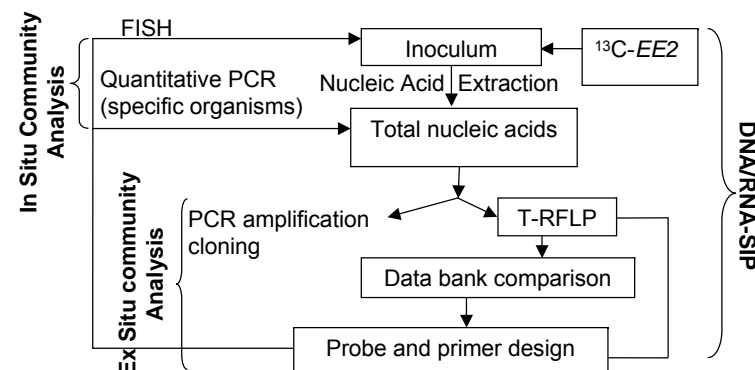 FISH
Inoculum
¹³C-EE2
Quantitative PCR
(specific organisms)
Nucleic Acid Extraction
Total nucleic acids
In Situ Community
Analysis
DNA/RNA-SIP
PCR amplification
cloning
T-RFLP
Data bank comparison
Probe and primer design
Ex Situ community
Analysis